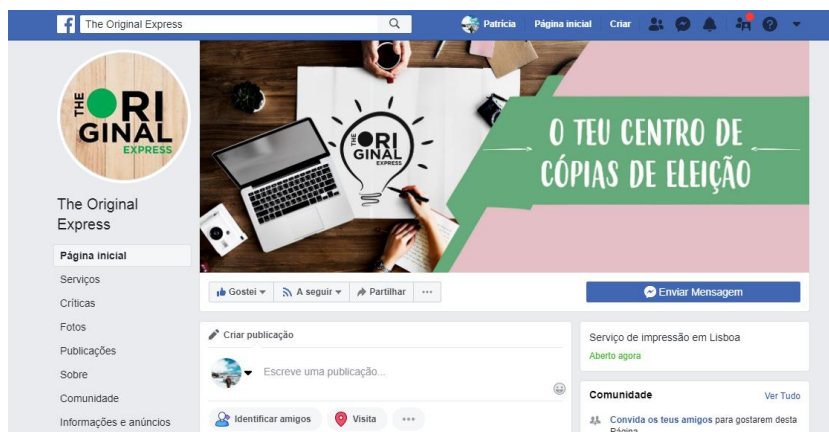 The Original Express
Patrícia
Página inicial
Criar
THE
ORI
GINAL
EXPRESS
THE
ORI
GINAL
EXPRESS
O TEU CENTRO DE
CÓPIAS DE ELEIÇÃO
The Original
Express
Página inicial
Serviços
Críticas
Fotos
Publicações
Sobre
Comunidade
Informações e anúncios
Gostei
A seguir
Partilhar
Enviar Mensagem
Criar publicação
Escreve uma publicação...
Identificar amigos
Visita
Serviço de impressão em Lisboa
Aberto agora
Comunidade
Ver Tudo
Convida os teus amigos para gostarem desta
Página